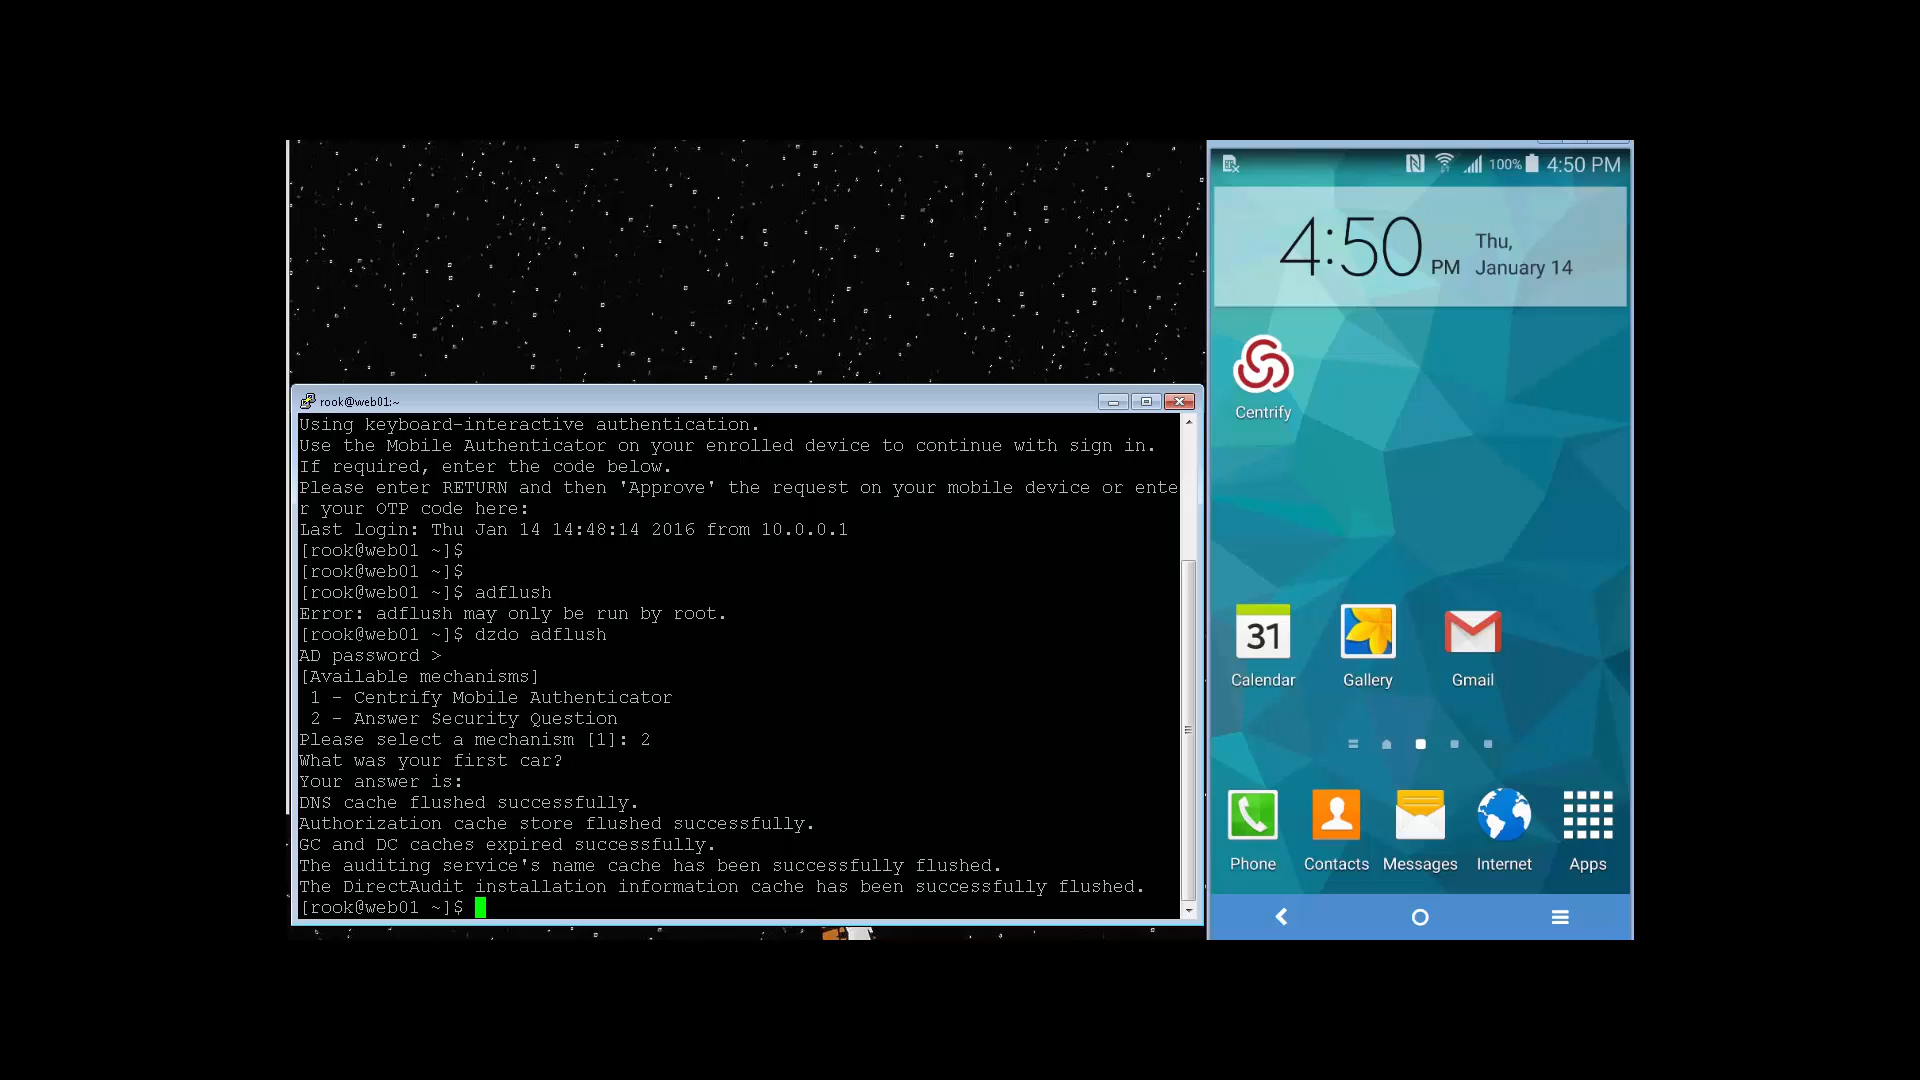 rook@web01:~
Using keyboard-interactive authentication.
Use the Mobile Authenticator on your enrolled device to continue with sign in.
If required, enter the code below.
Please enter RETURN and then 'Approve' the request on your mobile device or ente
r your OTP code here:
Last login: Thu Jan 14 14:48:14 2016 from 10.0.0.1
[rook@web01 ~]$
[rook@web01 ~]$
[rook@web01 ~]$ adflush
Error: adflush may only be run by root.
[rook@web01 ~]$ dzdo adflush
AD password >
[Available mechanisms]
1 - Centrify Mobile Authenticator
2 - Answer Security Question
Please select a mechanism [1]: 2
What was your first car?
Your answer is:
DNS cache flushed successfully.
Authorization cache store flushed successfully.
GC and DC caches expired successfully.
The auditing service's name cache has been successfully flushed.
The DirectAudit installation information cache has been successfully flushed.
[rook@web01 ~]$
100% 4:50 PM
4:50 PM
Thu,
January 14
Centrify
31
Calendar Gallery Gmail
Phone Contacts Messages Internet Apps